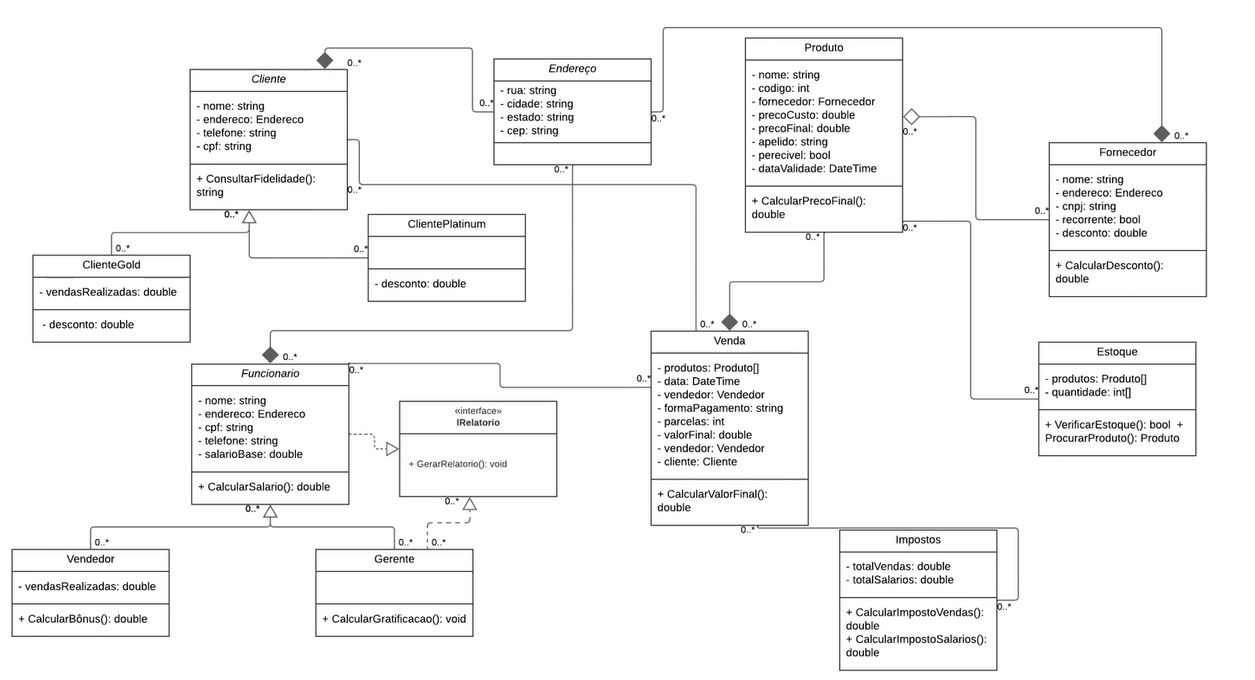 Cliente
- nome: string
- endereco: Endereco
- telefone: string
- cpf: string
+ ConsultarFidelidade():
string
0..*
0..*
0..*
Endereço
- rua: string
- cidade: string
- estado: string
- cep: string
0..*
0..*
0..*
Produto
- nome: string
- codigo: int
- fornecedor: Fornecedor
- precoCusto: double
- precoFinal: double
- apelido: string
- perecivel: bool
- dataValidade: DateTime
+ CalcularPrecoFinal():
double
0..*
0..*
0..*
Fornecedor
- nome: string
- endereco: Endereco
- cnpj: string
- recorrente: bool
- desconto: double
+ CalcularDesconto():
double
0..*
0..*
ClientePlatinum
- desconto: double
0..*
ClienteGold
- vendasRealizadas: double
- desconto: double
0..*
Venda
- produtos: Produto[]
- data: DateTime
- vendedor: Vendedor
- formaPagamento: string
- parcelas: int
- valorFinal: double
- vendedor: Vendedor
- cliente: Cliente
+ CalcularValorFinal():
double
0..*
0..*
0..*
0..*
Estoque
- produtos: Produto[]
- quantidade: int[]
+ VerificarEstoque(): bool +
ProcurarProduto(): Produto
0..*
Funcionario
- nome: string
- endereco: Endereco
- cpf: string
- telefone: string
- salarioBase: double
+ CalcularSalario(): double
0..*
0..*
0..*
«interface»
IRelatorio
+ GerarRelatorio(): void
0..*
Vendedor
- vendasRealizadas: double
+ CalcularBônus(): double
0..*
Gerente
+ CalcularGratificacao(): void
0..*
0..*
Impostos
- totalVendas: double
- totalSalarios: double
+ CalcularImpostoVendas():
double
+ CalcularImpostoSalarios():
double
0..*